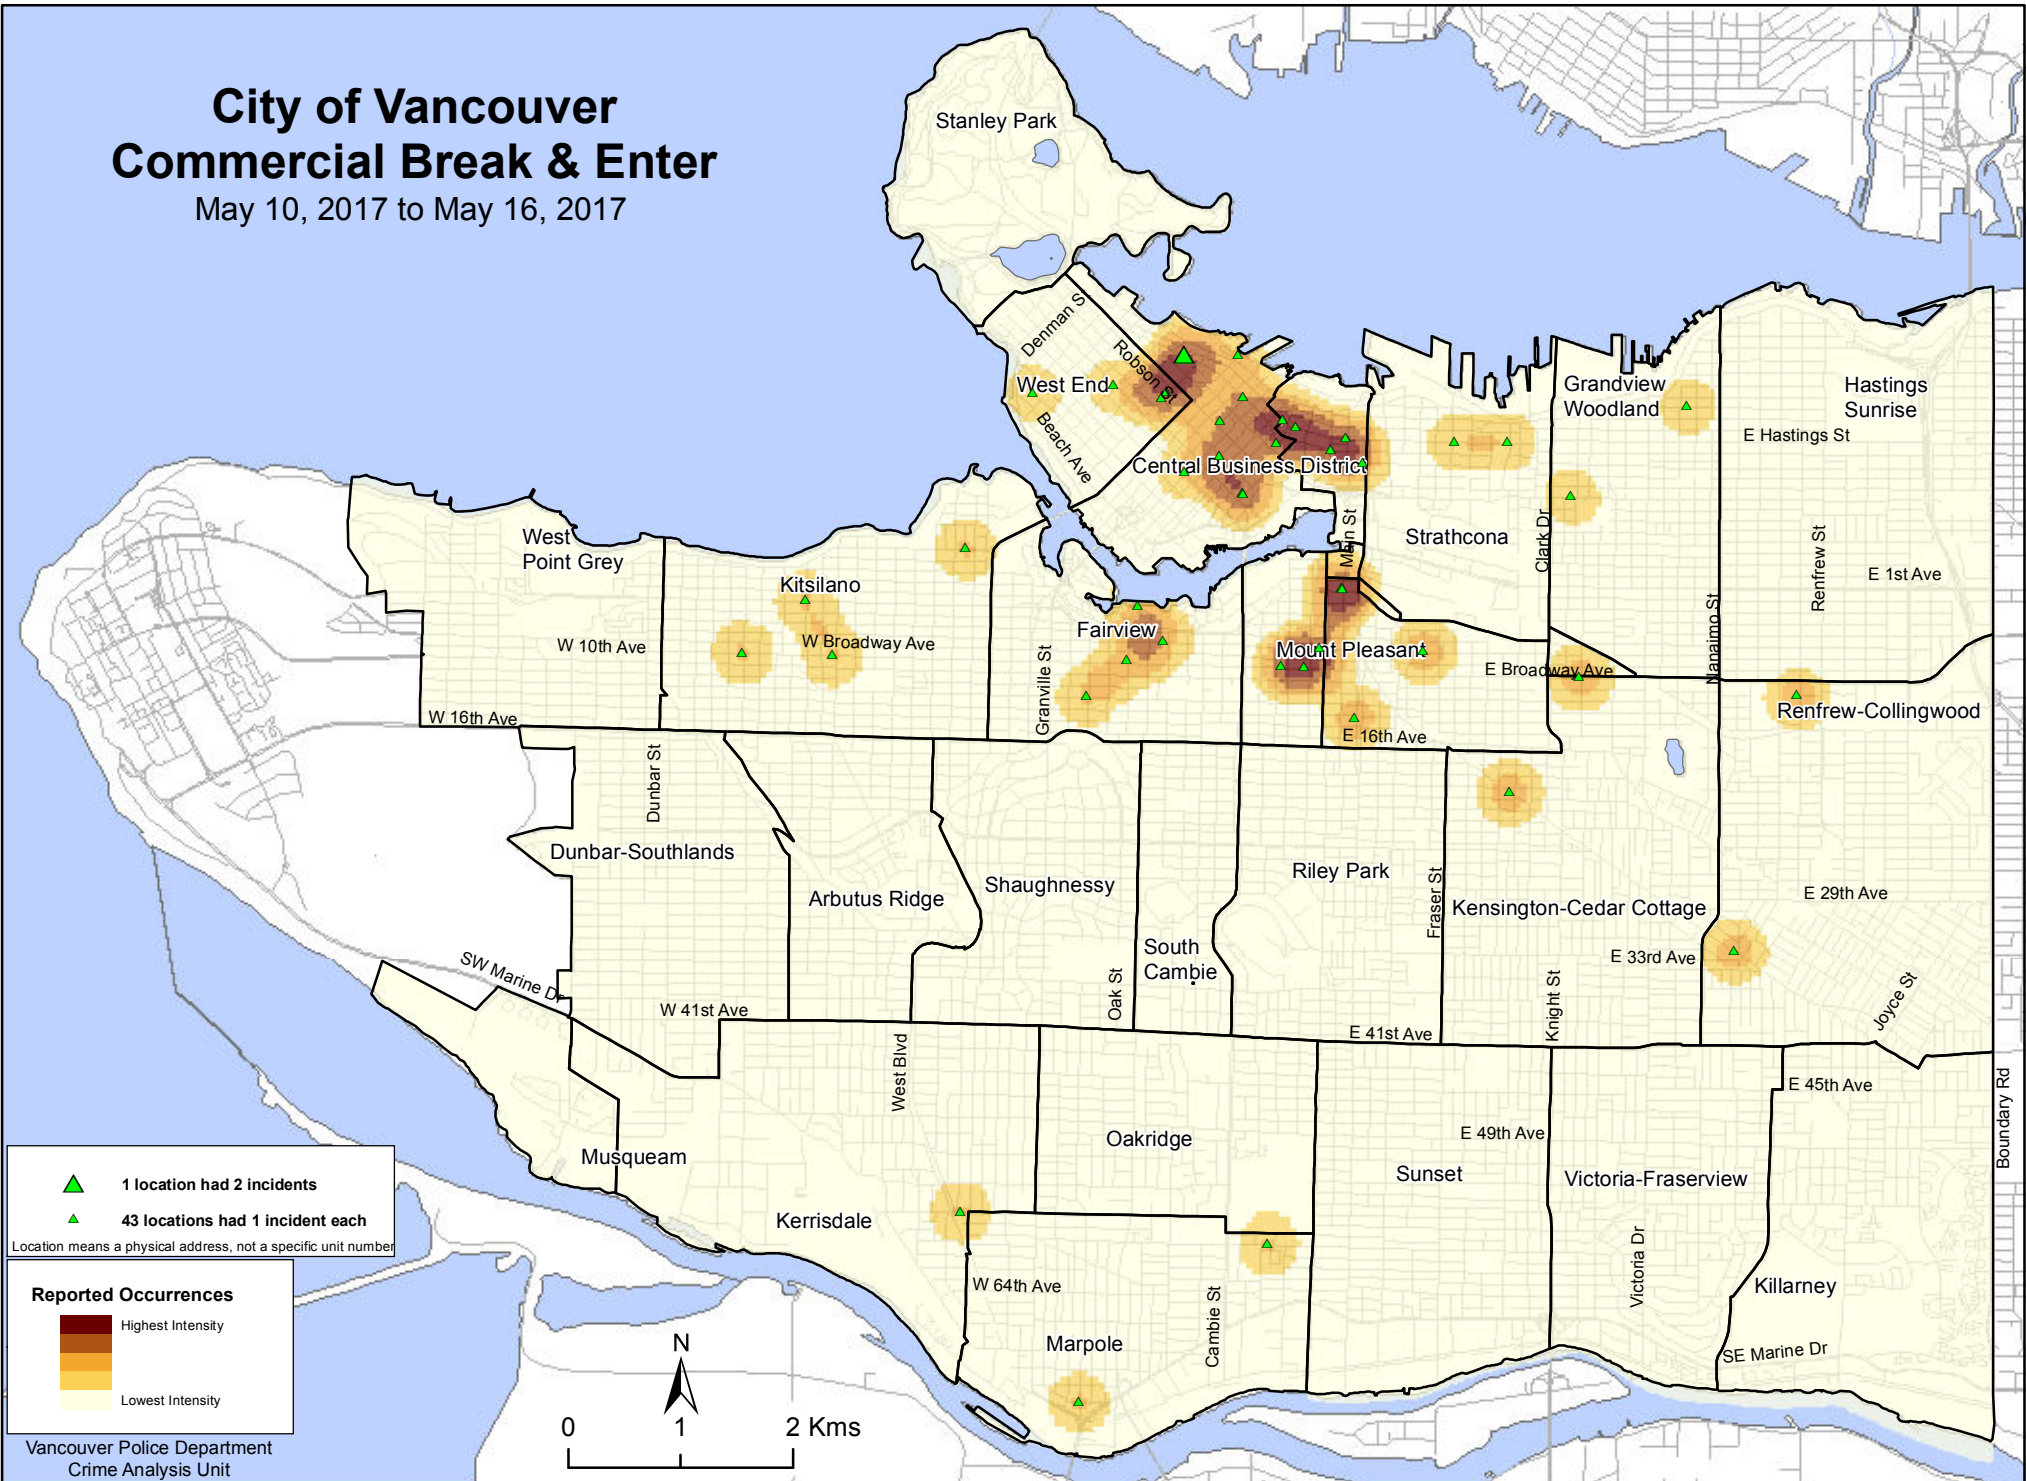 City of Vancouver
Commercial Break & Enter
May 10, 2017 to May 16, 2017
Stanley Park
Denman St
Robson St
West End
Beach Ave
Central Business District
Grandview
Woodland
Hastings
Sunrise
E Hastings St
Main St
Strathcona
Clark Dr
Nanaimo St
Renfrew St
E 1st Ave
West
Point Grey
Kitsilano
W 10th Ave
W Broadway Ave
Fairview
Granville St
Mount Pleasant
E Broadway Ave
Renfrew-Collingwood
W 16th Ave
E 16th Ave
Dunbar St
Dunbar-Southlands
Arbutus Ridge
Shaughnessy
Riley Park
Fraser St
Kensington-Cedar Cottage
E 29th Ave
South
Cambie
E 33rd Ave
SW Marine Dr
W 41st Ave
Oak St
Knight St
Joyce St
E 41st Ave
West Blvd
E 45th Ave
Boundary Rd
Oakridge
E 49th Ave
Musqueam
Sunset
Victoria-Fraserview
Kerrisdale
W 64th Ave
Victoria Dr
Killarney
Marpole
Cambie St
SE Marine Dr
1 location had 2 incidents
43 locations had 1 incident each
Location means a physical address, not a specific unit number
Reported Occurrences
Highest Intensity
Lowest Intensity
Vancouver Police Department
Crime Analysis Unit
N
0 1 2 Kms